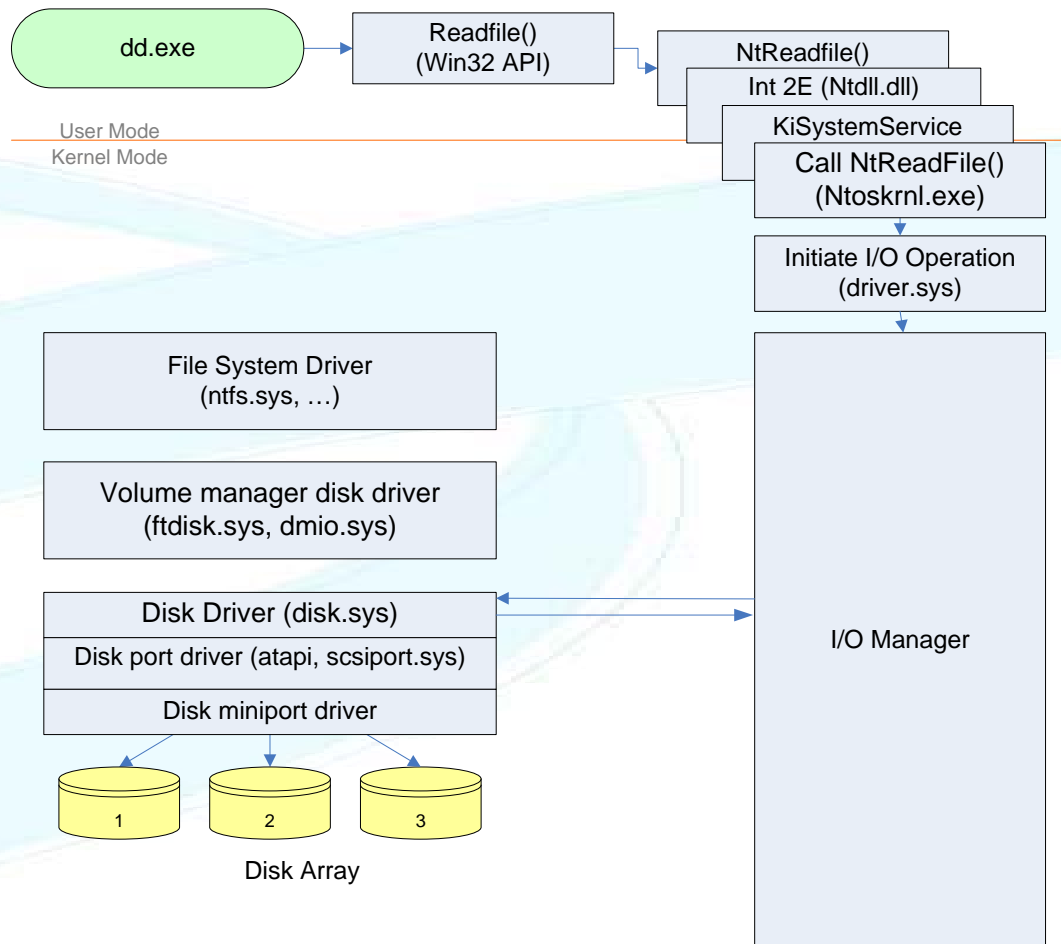 dd.exe
Readfile()
(Win32 API)
NtReadfile()
Int 2E (Ntdll.dll)
KiSystemService
Call NtReadFile()
(Ntoskrnl.exe)
User Mode
Kernel Mode
Initiate I/O Operation
(driver.sys)
File System Driver
(ntfs.sys, …)
Volume manager disk driver
(ftdisk.sys, dmio.sys)
Disk Driver (disk.sys)
Disk port driver (atapi, scsiport.sys)
Disk miniport driver
I/O Manager
1
2
3
Disk Array